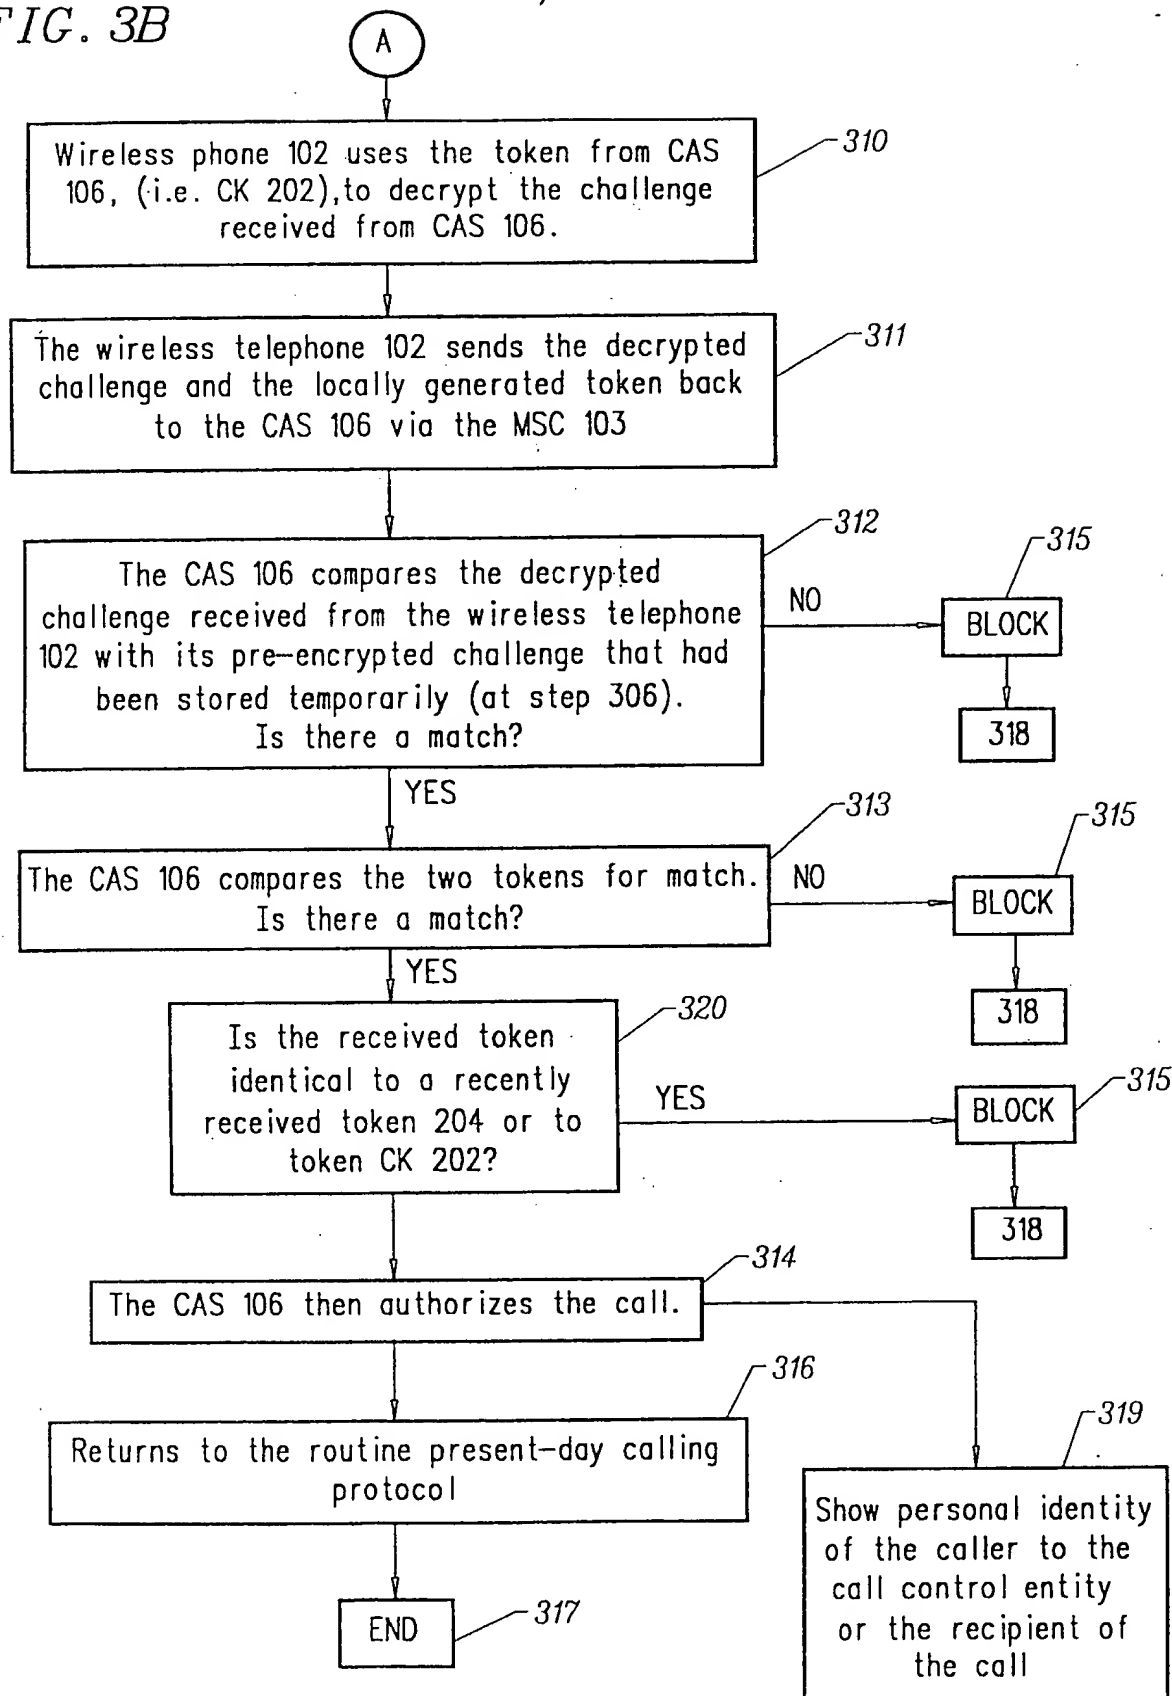 FIG. 3B
A
310
Wireless phone 102 uses the token from CAS
106, (i.e. CK 202), to decrypt the challenge
received from CAS 106.
311
The wireless telephone 102 sends the decrypted
challenge and the locally generated token back
to the CAS 106 via the MSC 103
312
The CAS 106 compares the decrypted
challenge received from the wireless telephone
102 with its pre-encrypted challenge that had
been stored temporarily (at step 306).
Is there a match?
NO
315
BLOCK
318
YES
313
The CAS 106 compares the two tokens for match.
Is there a match?
NO
315
BLOCK
318
YES
320
Is the received token
identical to a recently
received token 204 or to
token CK 202?
YES
315
BLOCK
318
314
The CAS 106 then authorizes the call.
316
Returns to the routine present-day calling
protocol
319
Show personal identity
of the caller to the
call control entity
or the recipient of
the call
END
317